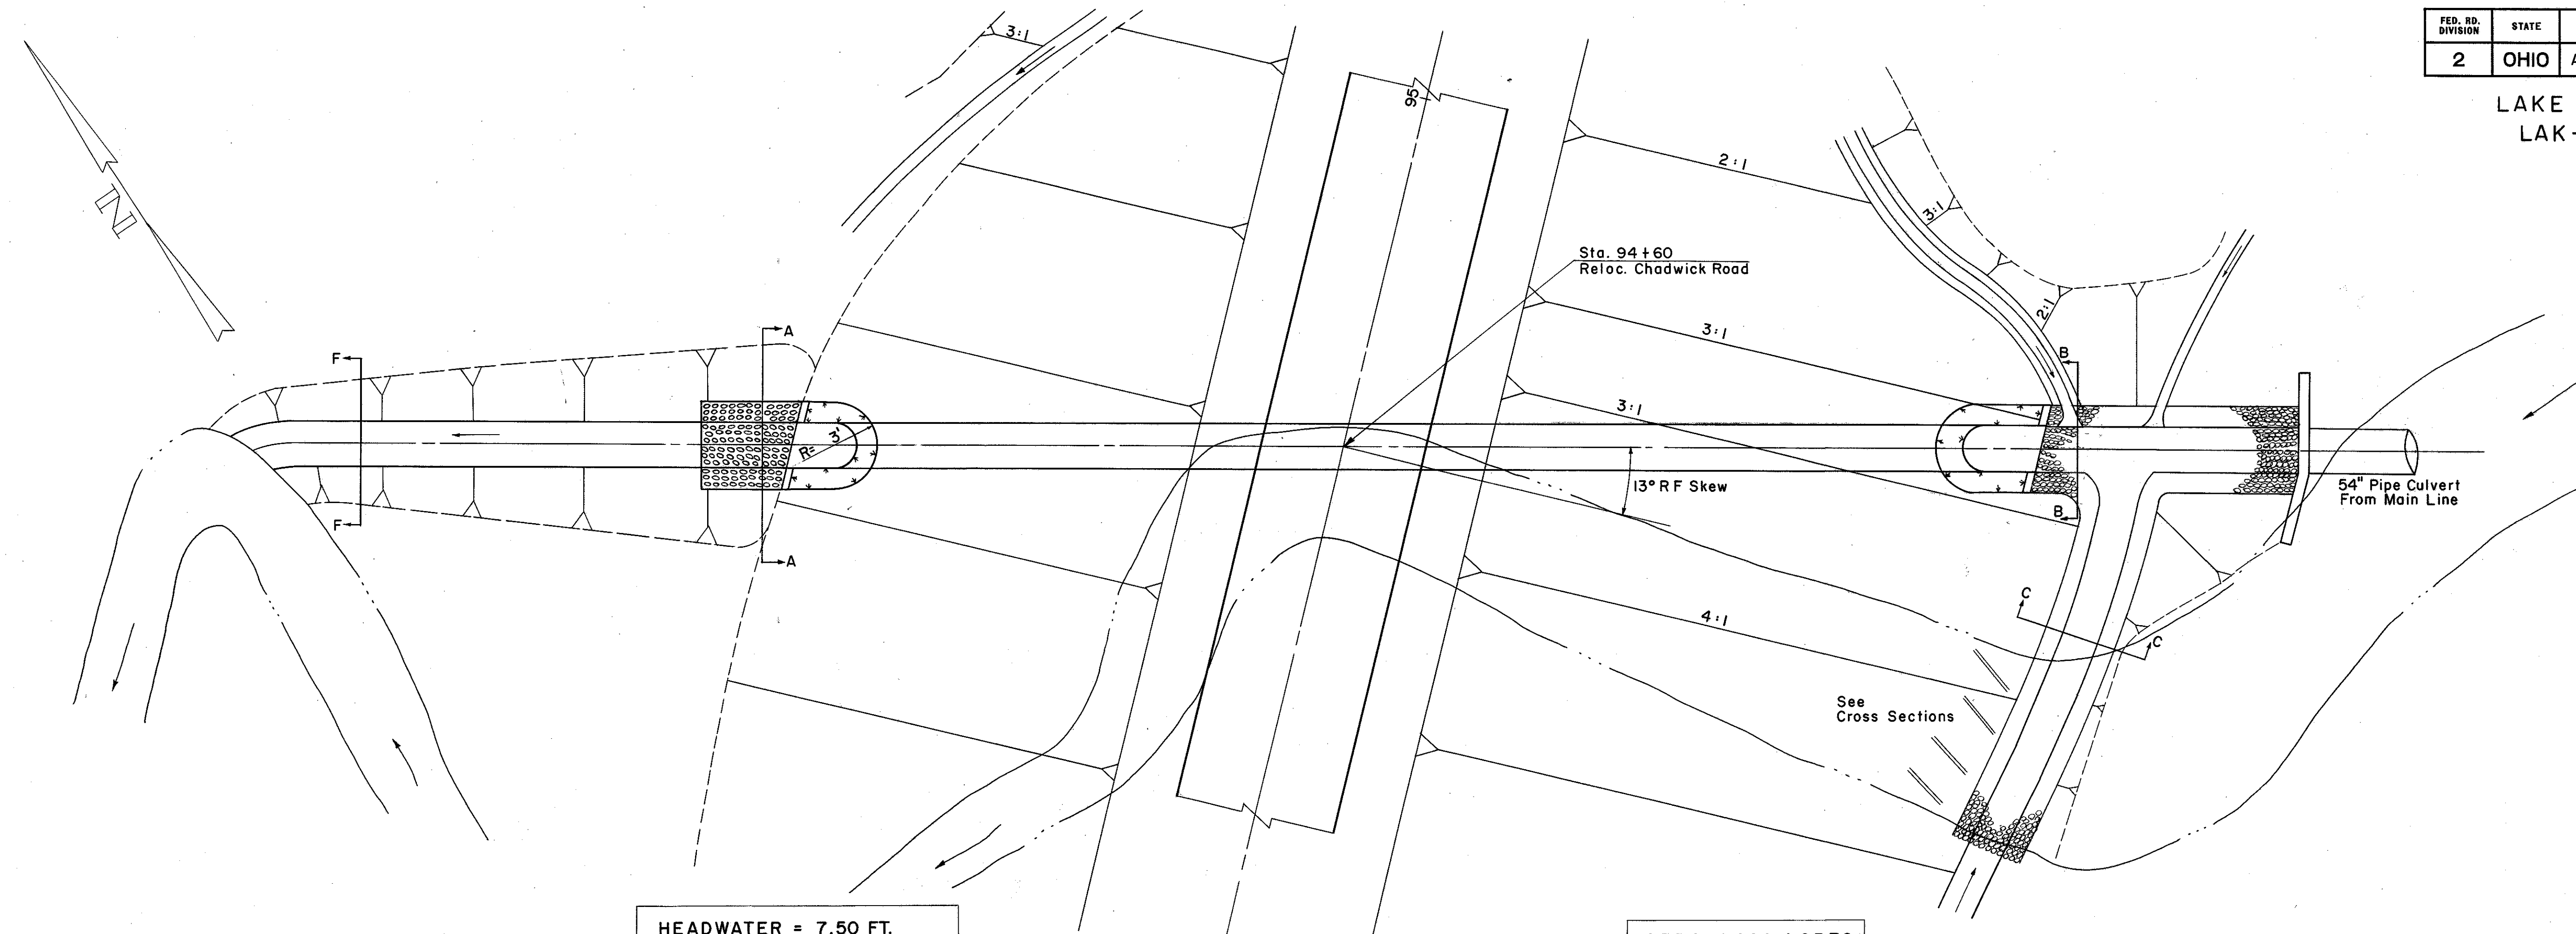 FED. RD.
DIVISION
STATE
2
OHIO
LAKE
LAK-
3:1
95
2:1
3:1
N
Sta. 94+60
Reloc. Chadwick Road
2:1
A
3:1
F
B
3:1
R= 3'
13° R F Skew
54" Pipe Culvert
From Main Line
F
B
A
C
4:1
C
See
Cross Sections
HEADWATER = 7.50 FT.